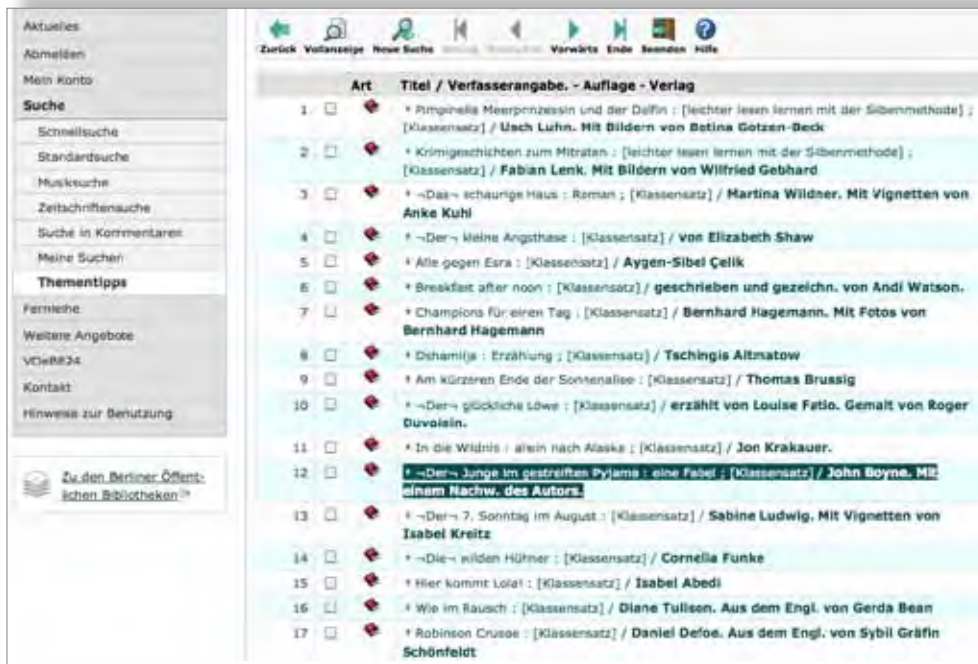 Aktuelles
Abmelden
Mein Konto
Suche
Schnellsuche
Standardsuche
Musiksuche
Zeitschriftensuche
Suche in Kommentaren
Meine Suchen
Thementipps
Fernleihe
Weitere Angebote
VOeBB24
Kontakt
Hinweise zur Benutzung
Zu den Berliner Öffent-
lichen Bibliotheken
Zurück Vollanzeige Neue Suche Vorwärts Ende Beenden Hilfe
Art Titel / Verfasserangabe. - Auflage - Verlag
1 Pimpinella Meerprinzessin und der Delfin : [leichter lesen lernen mit der Silbenmethode] ;
[Klassensatz] / Usch Luhn. Mit Bildern von Betina Gotzen-Beek
2 Krimigeschichten zum Mitraten : [leichter lesen lernen mit der Silbenmethode] ;
[Klassensatz] / Fabian Lenk. Mit Bildern von Wilfried Gebhard
3 ¬Das¬ schaurige Haus : Roman ; [Klassensatz] / Martina Wildner. Mit Vignetten von
Anke Kuhl
4 ¬Der¬ kleine Angsthase : [Klassensatz] / von Elizabeth Shaw
5 Alle gegen Esra : [Klassensatz] / Aygen-Sibel Çelik
6 Breakfast after noon : [Klassensatz] / geschrieben und gezeichn. von Andi Watson.
7 Champions für einen Tag : [Klassensatz] / Bernhard Hagemann. Mit Fotos von
Bernhard Hagemann
8 Dshamilja : Erzählung ; [Klassensatz] / Tschingis Aitmatow
9 Am kürzeren Ende der Sonnenallee : [Klassensatz] / Thomas Brussig
10 ¬Der¬ glückliche Löwe : [Klassensatz] / erzählt von Louise Fatio. Gemalt von Roger
Duvoisin.
11 In die Wildnis : allein nach Alaska ; [Klassensatz] / Jon Krakauer.
12 ¬Der¬ Junge im gestreiften Pyjama : eine Fabel ; [Klassensatz] / John Boyne. Mit
einem Nachw. des Autors.
13 ¬Der¬ 7. Sonntag im August : [Klassensatz] / Sabine Ludwig. Mit Vignetten von
Isabel Kreitz
14 ¬Die¬ wilden Hühner : [Klassensatz] / Cornelia Funke
15 Hier kommt Lola! : [Klassensatz] / Isabel Abedi
16 Wie im Rausch : [Klassensatz] / Diane Tullson. Aus dem Engl. von Gerda Bean
17 Robinson Crusoe : [Klassensatz] / Daniel Defoe. Aus dem Engl. von Sybil Gräfin
Schönfeldt